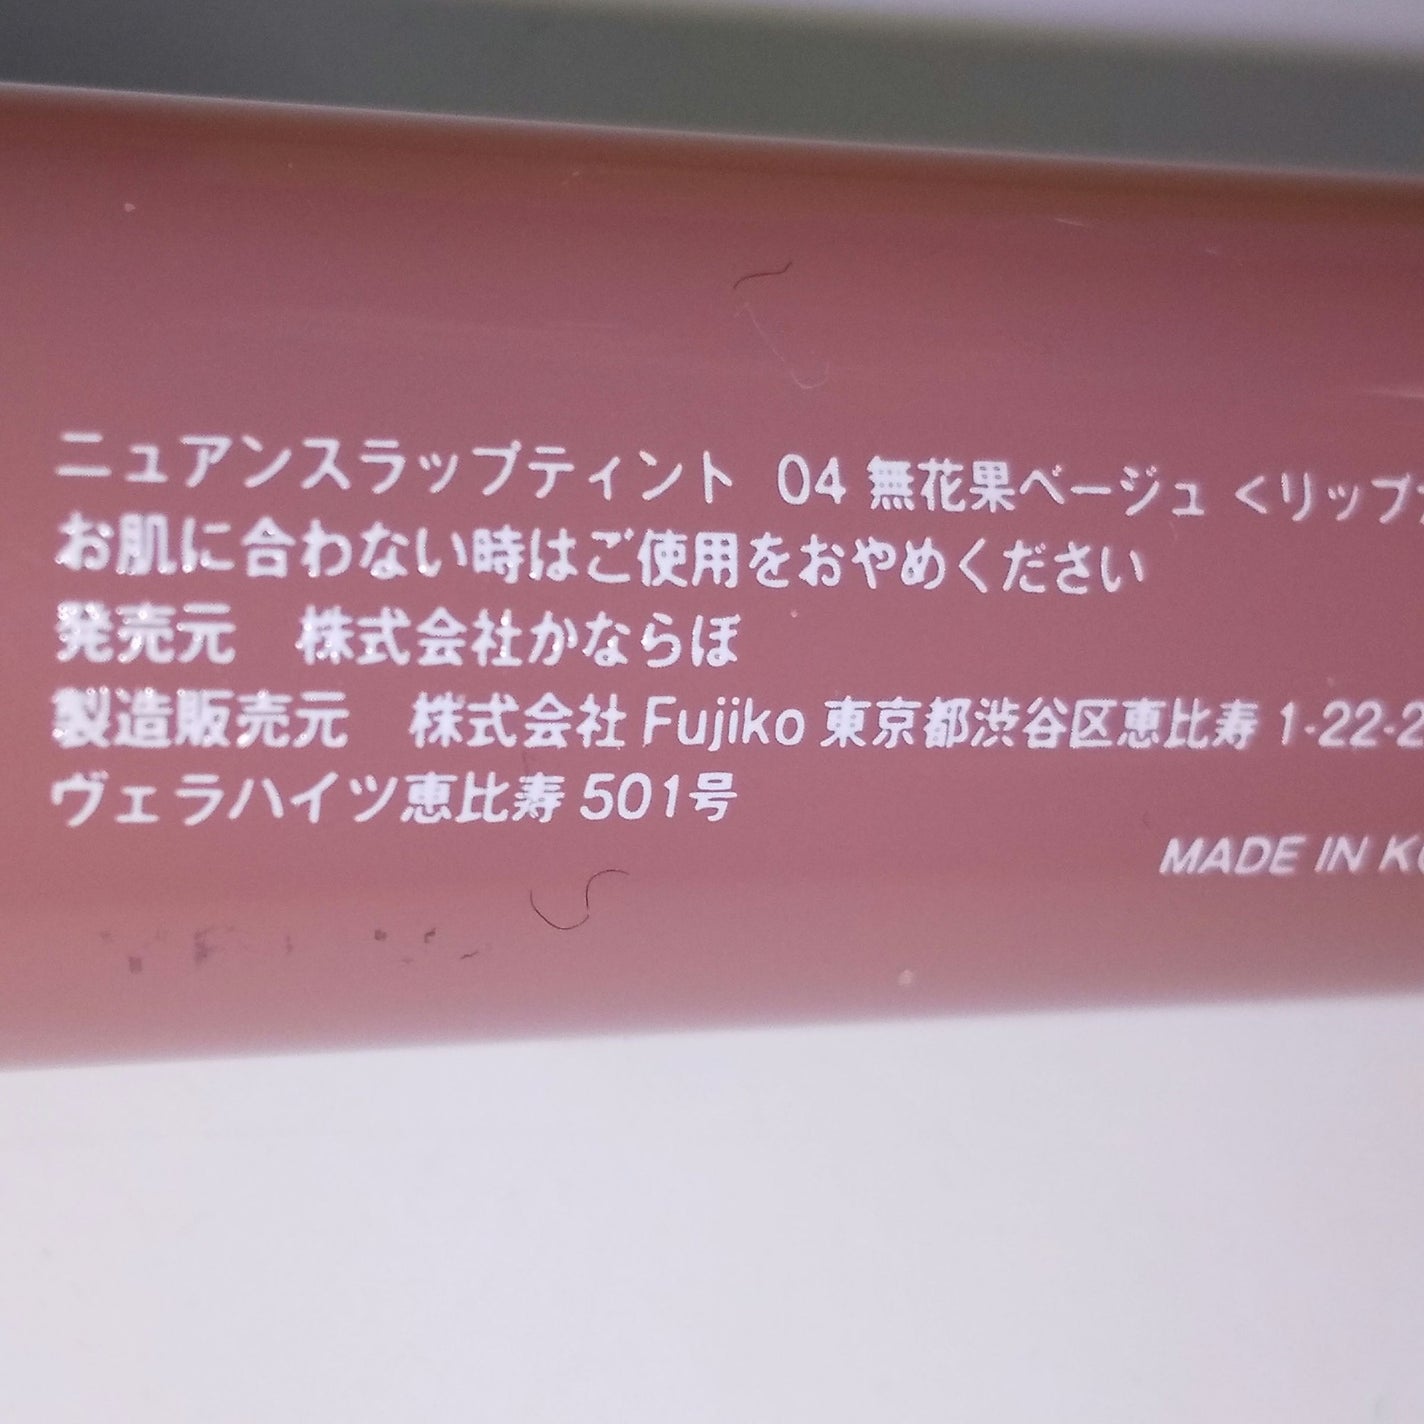 ニュアンスラップティント 04 無花果ベージュ <リップ
お肌に合わない時はご使用をおやめください
発売元 株式会社かならぼ
製造販売元 株式会社 Fujiko 東京都渋谷区恵比寿 1-22-2
ヴェラハイツ恵比寿 501号
MADE IN